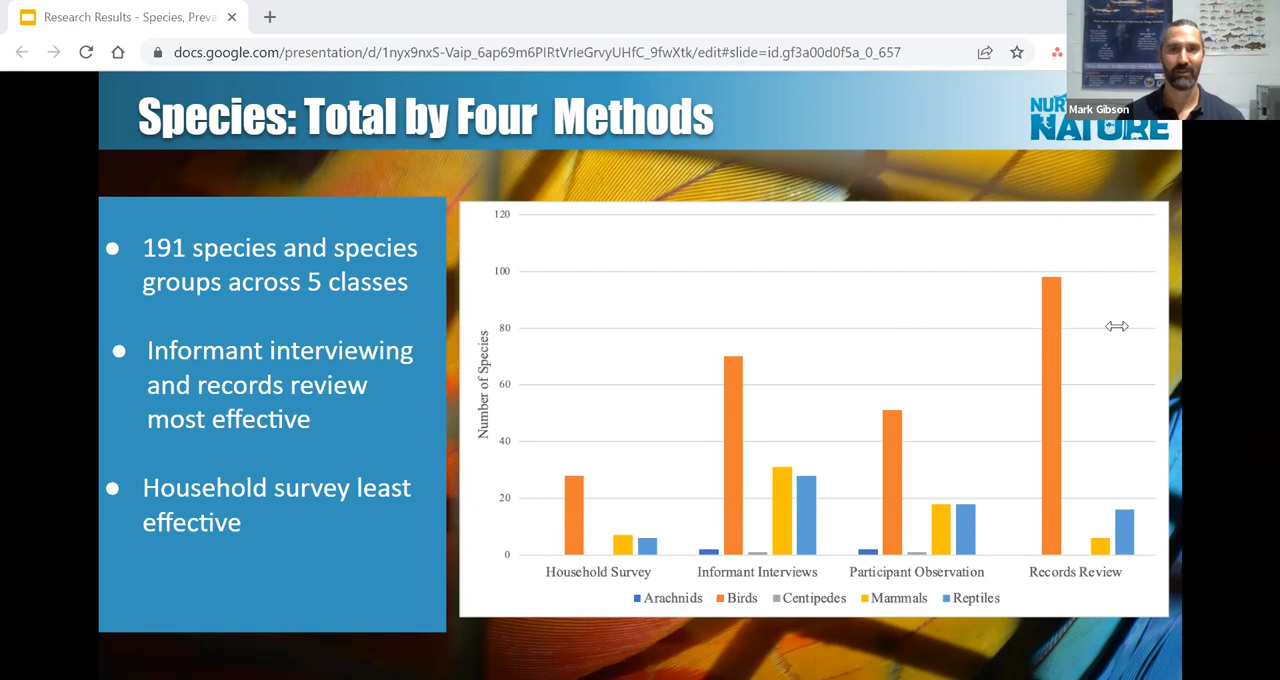 Research Results - Species, Preva
docs.google.com/presentation/d/1nyx9nxS-Vaip_6ap69m6PIRtVrIeGrvyUHfC_9fwXtk/edit#slide=id.gf3a00d0f5a_0_657
Mark Gibson
Species: Total by Four Methods
NUR
NATURE
191 species and species
groups across 5 classes
Informant interviewing
and records review
most effective
Household survey least
effective
120
100
80
60
40
20
0
Number of Species
Household Survey
Informant Interviews
Participant Observation
Records Review
Arachnids
Birds
Centipedes
Mammals
Reptiles